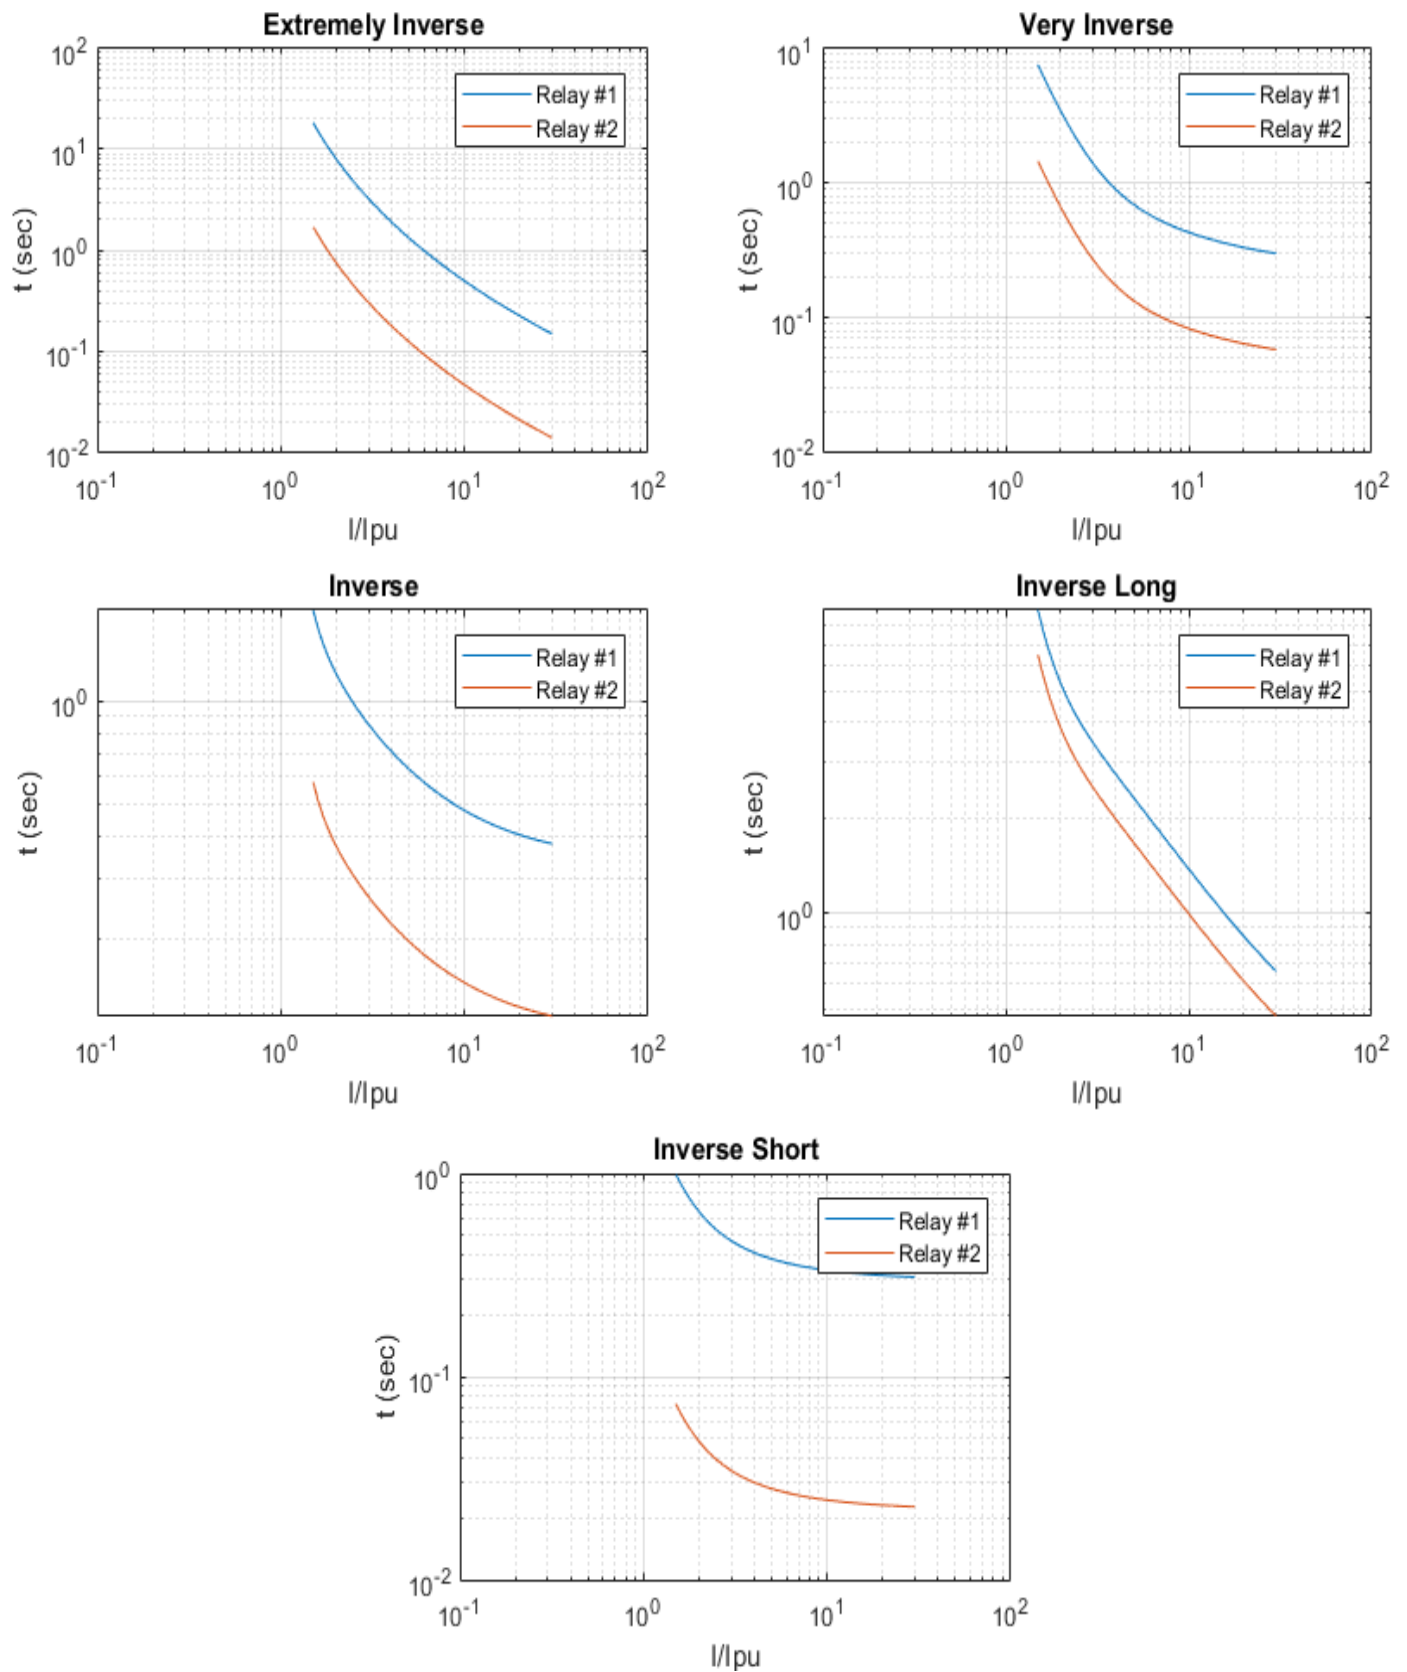 Extremely Inverse
10^2
10^1
10^0
10^-1
10^-2
t (sec)
Relay #1
Relay #2
10^-1 10^0 10^1 10^2
I/Ipu
Very Inverse
10^1
10^0
10^-1
10^-2
t (sec)
Relay #1
Relay #2
10^-1 10^0 10^1 10^2
I/Ipu
Inverse
10^0
t (sec)
Relay #1
Relay #2
10^-1 10^0 10^1 10^2
I/Ipu
Inverse Long
10^0
t (sec)
Relay #1
Relay #2
10^-1 10^0 10^1 10^2
I/Ipu
Inverse Short
10^0
10^-1
10^-2
t (sec)
Relay #1
Relay #2
10^-1 10^0 10^1 10^2
I/Ipu